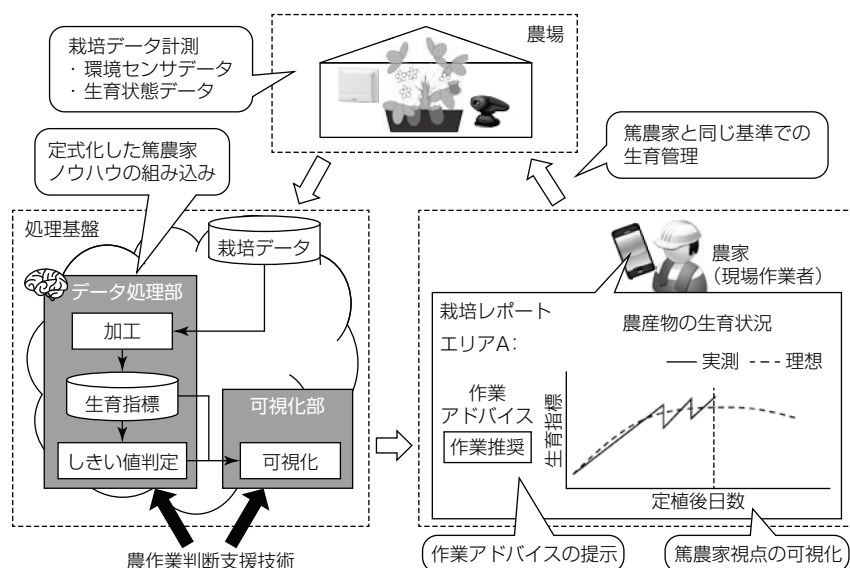 農場
栽培データ計測
・環境センサデータ
・生育状態データ
篤農家と同じ基準での
生育管理
定式化した篤農家
ノウハウの組み込み
処理基盤
栽培データ
データ処理部
加工
生育指標
しきい値判定
可視化部
可視化
農作業判断支援技術
農家
（現場作業者）
栽培レポート
エリアA：
農産物の生育状況
実測
理想
作業
アドバイス
作業推奨
生育指標
定植後日数
作業アドバイスの提示
篤農家視点の可視化